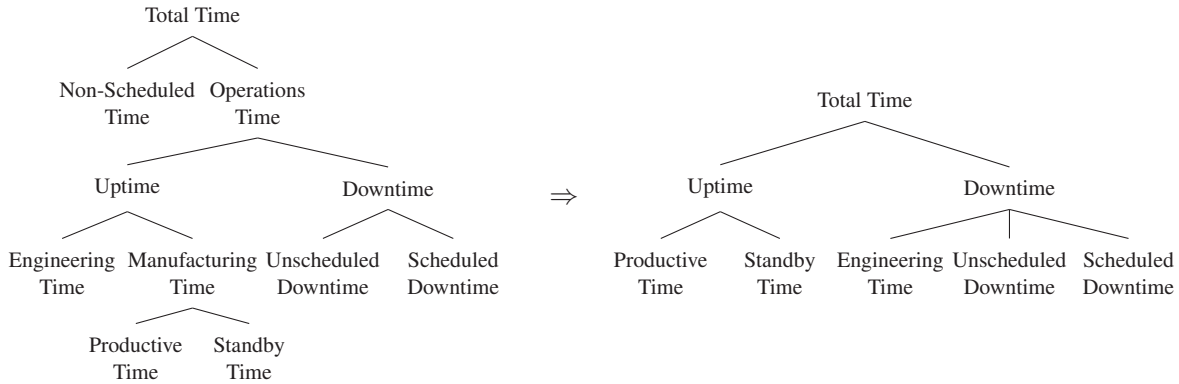 Total Time
Non-Scheduled Time
Operations Time
Uptime
Downtime
Engineering Time
Manufacturing Time
Unscheduled Downtime
Scheduled Downtime
Productive Time
Standby Time
⇒
Total Time
Uptime
Downtime
Productive Time
Standby Time
Engineering Time
Unscheduled Downtime
Scheduled Downtime